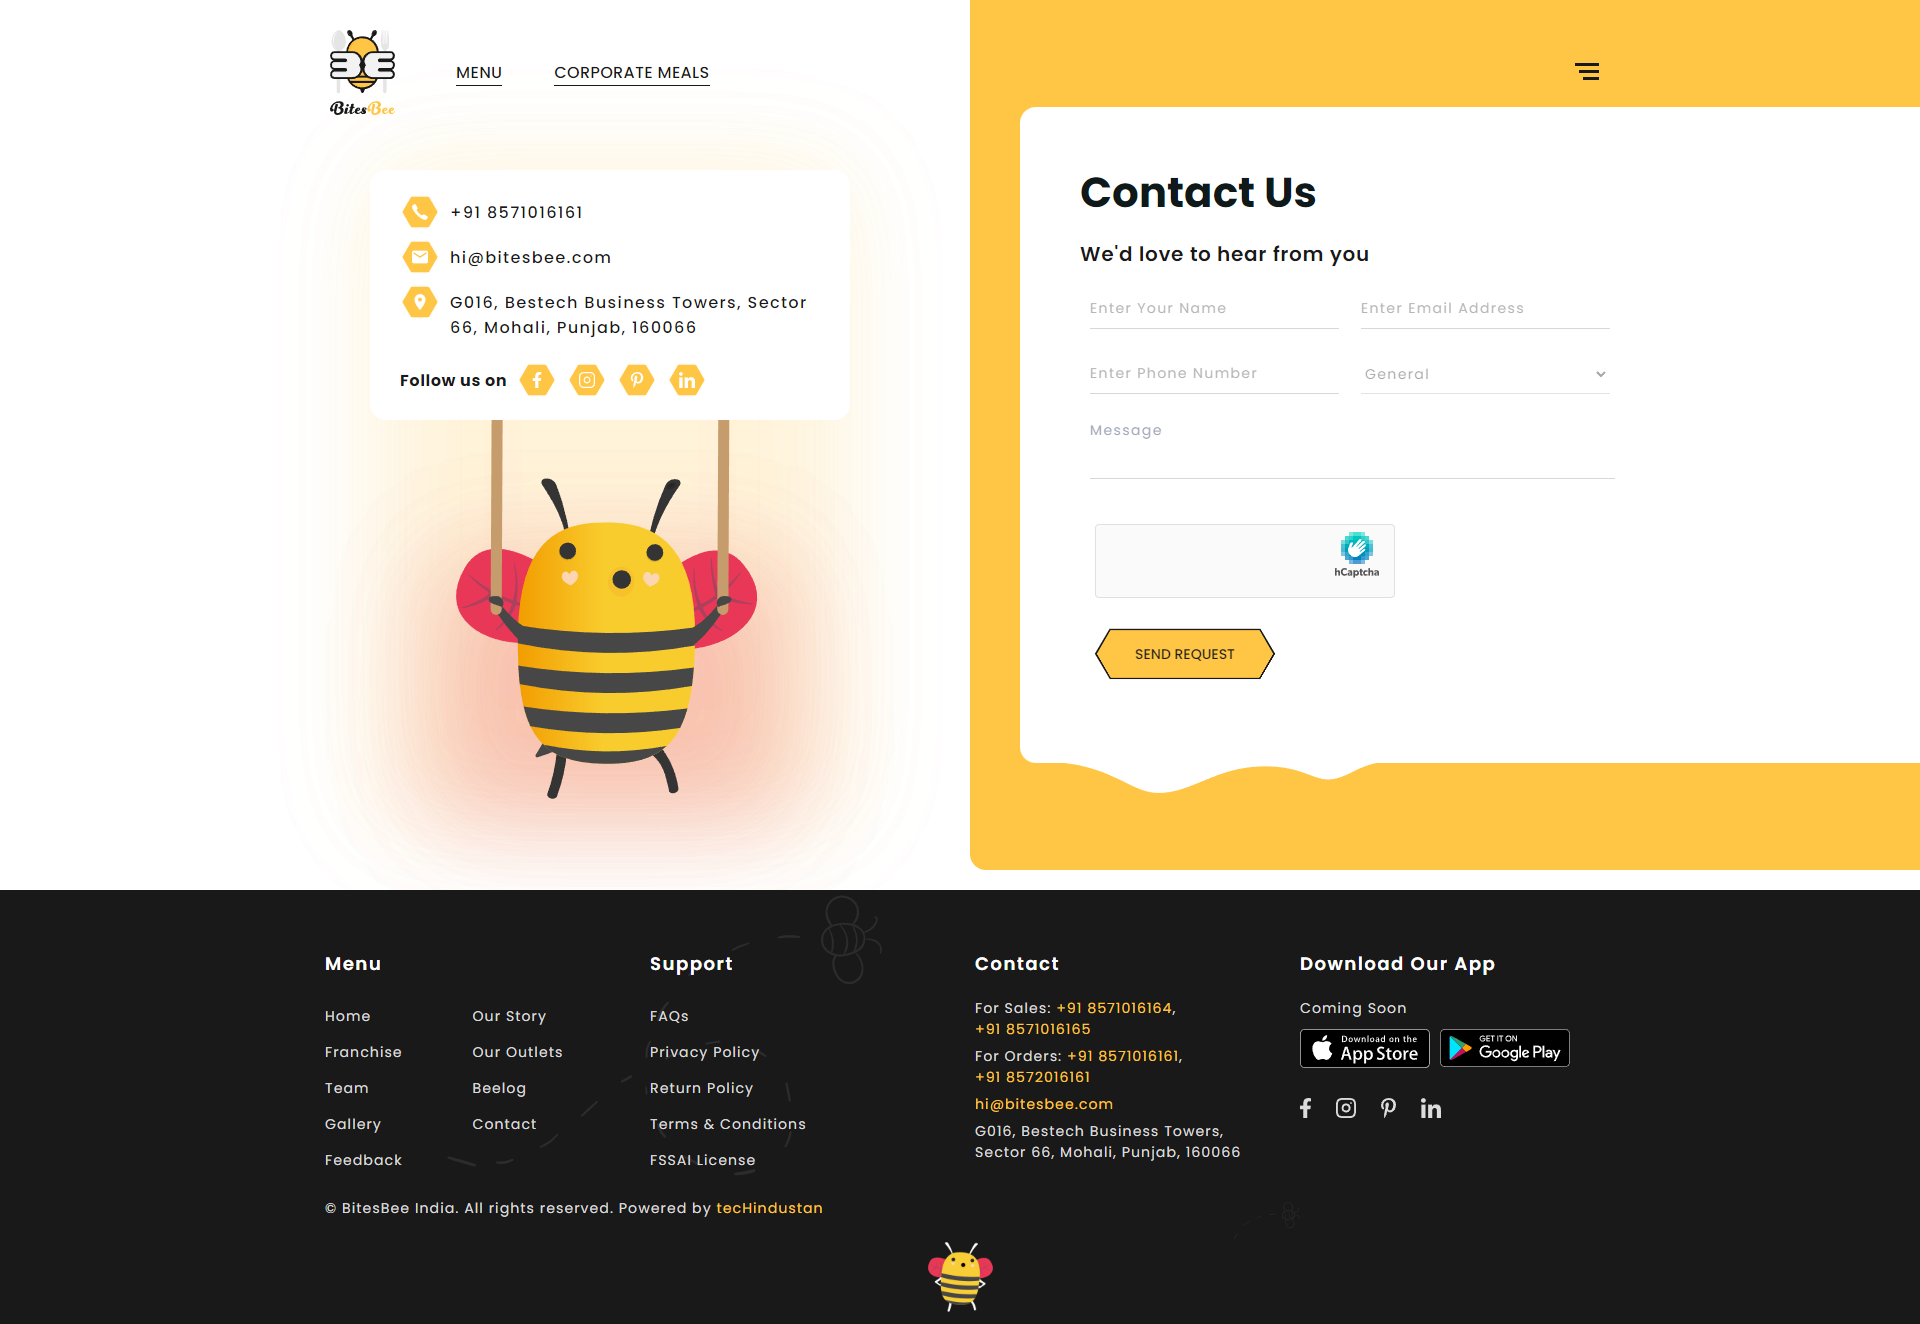 BitesBee
MENU
CORPORATE MEALS
+91 8571016161
hi@bitesbee.com
G016, Bestech Business Towers, Sector
66, Mohali, Punjab, 160066
Follow us on
Contact Us
We'd love to hear from you
Enter Your Name
Enter Email Address
Enter Phone Number
General
Message
hCaptcha
SEND REQUEST
Menu
Home
Franchise
Team
Gallery
Feedback
Our Story
Our Outlets
Beelog
Contact
Support
FAQs
Privacy Policy
Return Policy
Terms & Conditions
FSSAI License
Contact
For Sales: +91 8571016164,
+91 8571016165
For Orders: +91 8571016161,
+91 8572016161
hi@bitesbee.com
G016, Bestech Business Towers,
Sector 66, Mohali, Punjab, 160066
Download Our App
Coming Soon
Download on the
App Store
GET IT ON
Google Play
© BitesBee India. All rights reserved. Powered by tecHindustan